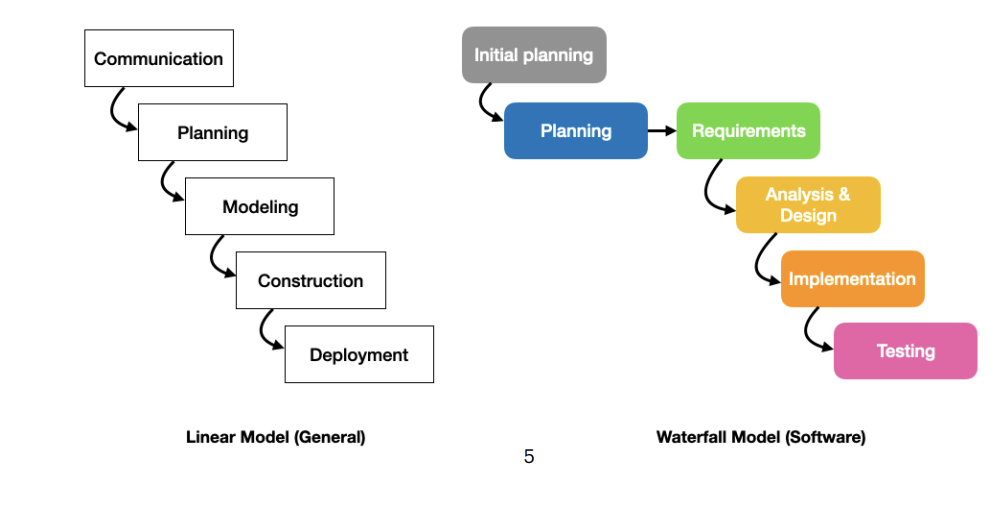 Communication
Planning
Modeling
Construction
Deployment
Linear Model (General)
Initial planning
Planning
Requirements
Analysis &
Design
Implementation
Testing
Waterfall Model (Software)
5